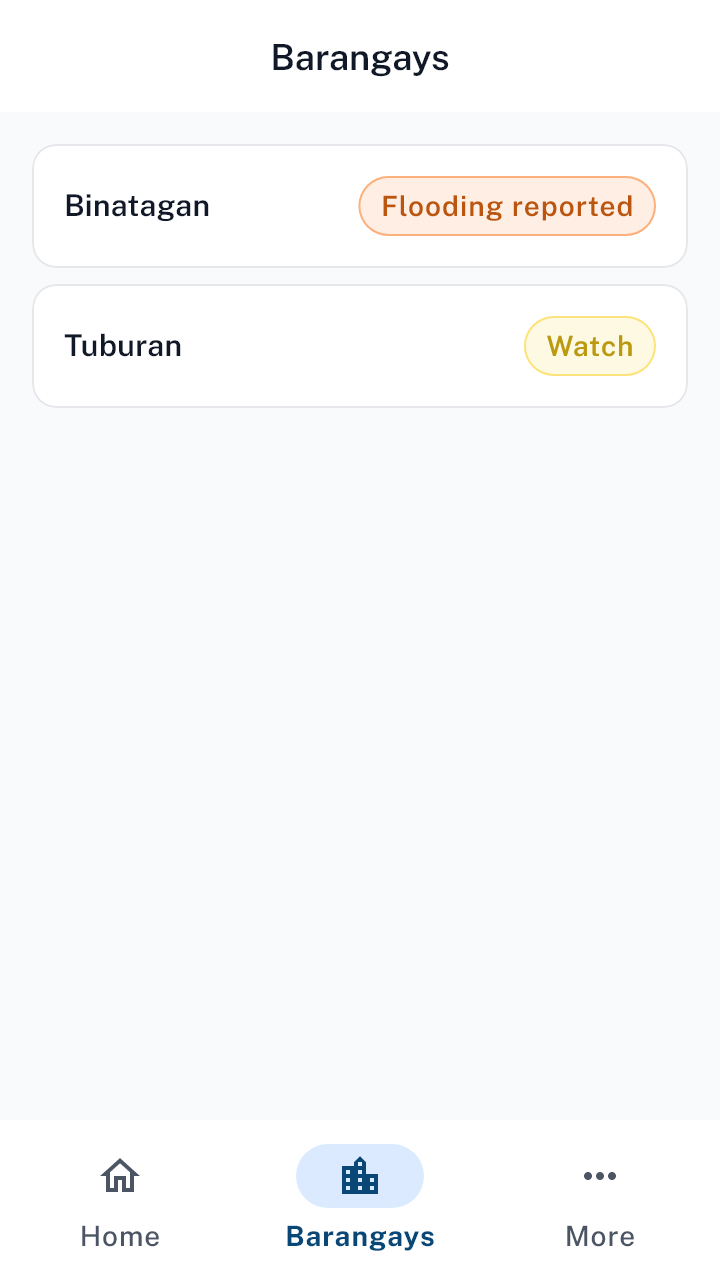 Barangays
Binatagan
Flooding reported
Tuburan
Watch
Home
Barangays
More